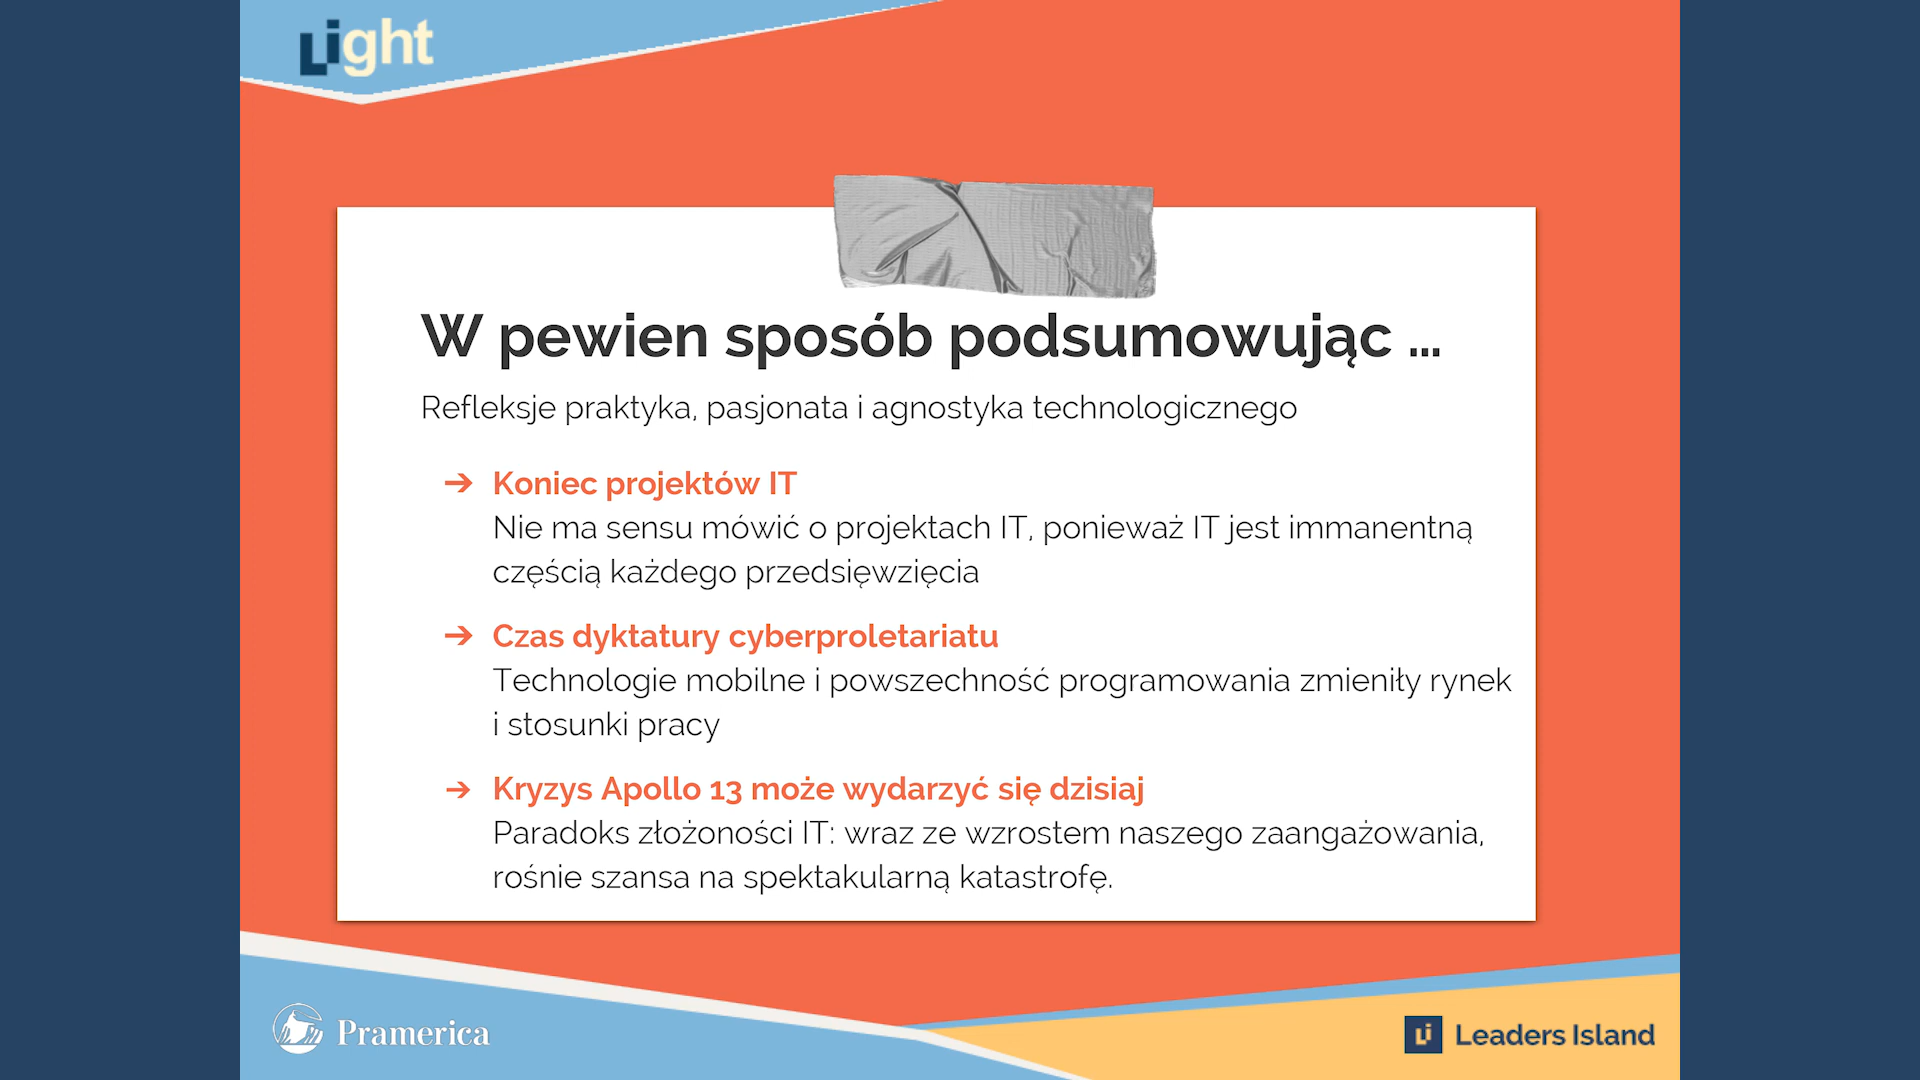 Light
W pewien sposób podsumowując ...
Refleksje praktyka, pasjonata i agnostyka technologicznego
➔ Koniec projektów IT
Nie ma sensu mówić o projektach IT, ponieważ IT jest immanentną
częścią każdego przedsięwzięcia
➔ Czas dyktatury cyberproletariatu
Technologie mobilne i powszechność programowania zmieniły rynek
i stosunki pracy
➔ Kryzys Apollo 13 może wydarzyć się dzisiaj
Paradoks złożoności IT: wraz ze wzrostem naszego zaangażowania,
rośnie szansa na spektakularną katastrofę.
Pramerica
Li Leaders Island